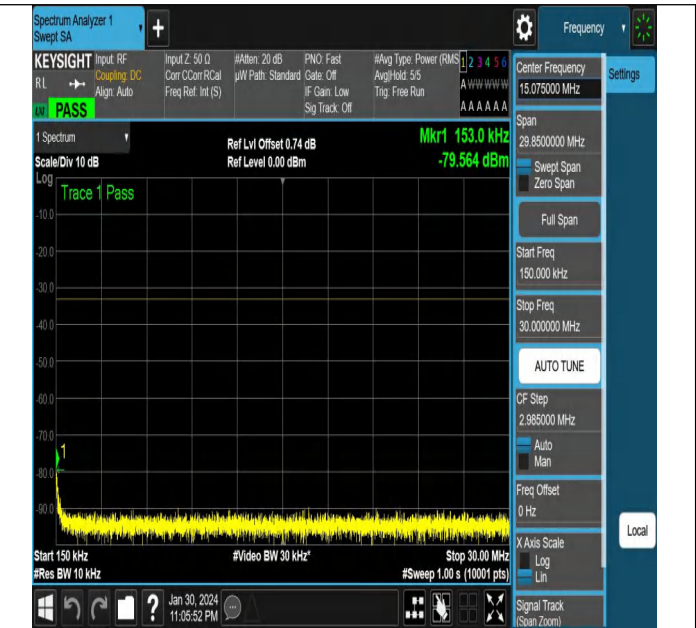 Spectrum Analyzer 1
Swept SA
+
Frequency
KEYSIGHT
RL
PASS
Input: RF
Coupling: DC
Align: Auto
Input Z: 50 Ω
Corr CCorr RCal
Freq Ref: Int (S)
#Atten: 20 dB
µW Path: Standard
PNO: Fast
Gate: Off
IF Gain: Low
Sig Track: Off
#Avg Type: Power (RMS
Avg|Hold: 5/5
Trig: Free Run
1 2 3 4 5 6
A W W W W W
A A A A A A
1 Spectrum
Scale/Div 10 dB
Log
Ref Lvl Offset 0.74 dB
Ref Level 0.00 dBm
Mkr1 153.0 kHz
-79.564 dBm
Trace 1 Pass
-10.0
-20.0
-30.0
-40.0
-50.0
-60.0
-70.0
1
-80.0
-90.0
Start 150 kHz
#Res BW 10 kHz
#Video BW 30 kHz*
Stop 30.00 MHz
#Sweep 1.00 s (10001 pts)
Jan 30, 2024
11:05:52 PM
?
Center Frequency
15.075000 MHz
Settings
Span
29.8500000 MHz
Swept Span
Zero Span
Full Span
Start Freq
150.000 kHz
Stop Freq
30.000000 MHz
AUTO TUNE
CF Step
2.985000 MHz
Auto
Man
Freq Offset
0 Hz
X Axis Scale
Log
Lin
Local
Signal Track
(Span Zoom)